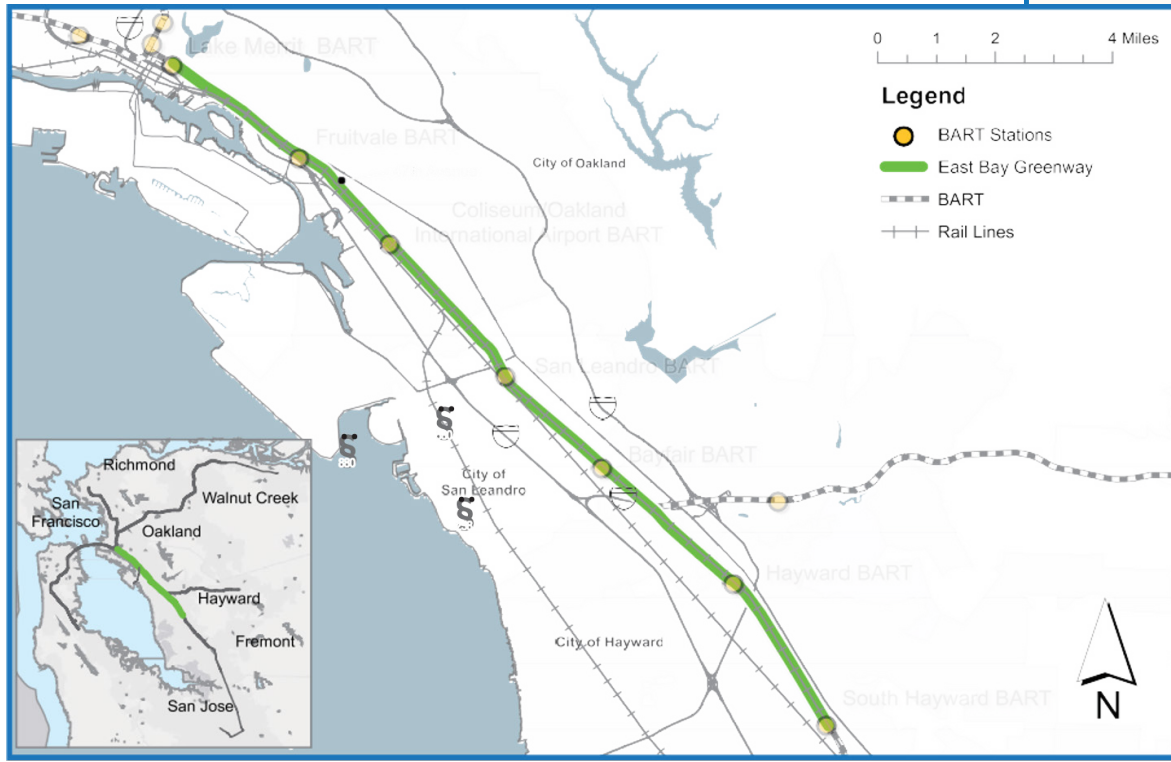 Lake Merrit BART
0 1 2 4 Miles
Legend
BART Stations
East Bay Greenway
BART
Rail Lines
Fruitvale BART
City of Oakland
Coliseum/Oakland
International Airport BART
San Leandro BART
Bayfair BART
City of
San Leandro
880
Hayward BART
City of Hayward
South Hayward BART
N
Richmond
Walnut Creek
San
Francisco
Oakland
Hayward
Fremont
San Jose